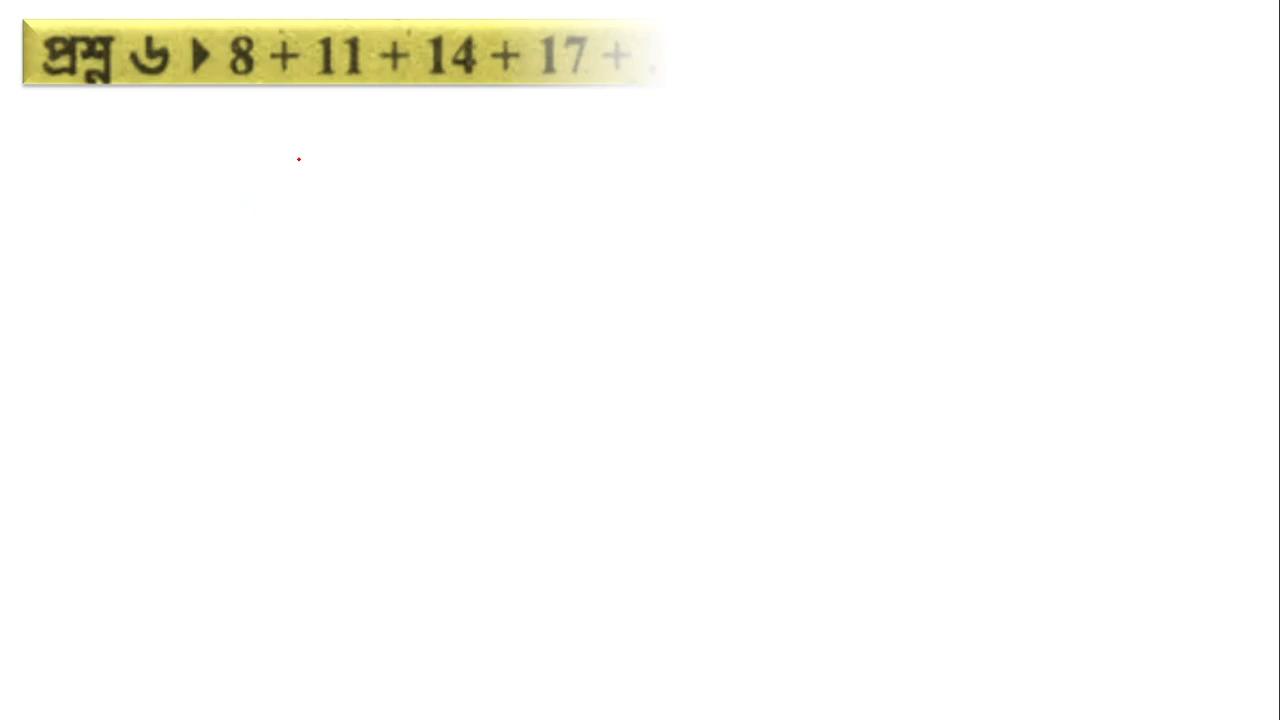 প্রশ্ন ৬ ▶ 8 + 11 + 14 + 17 +